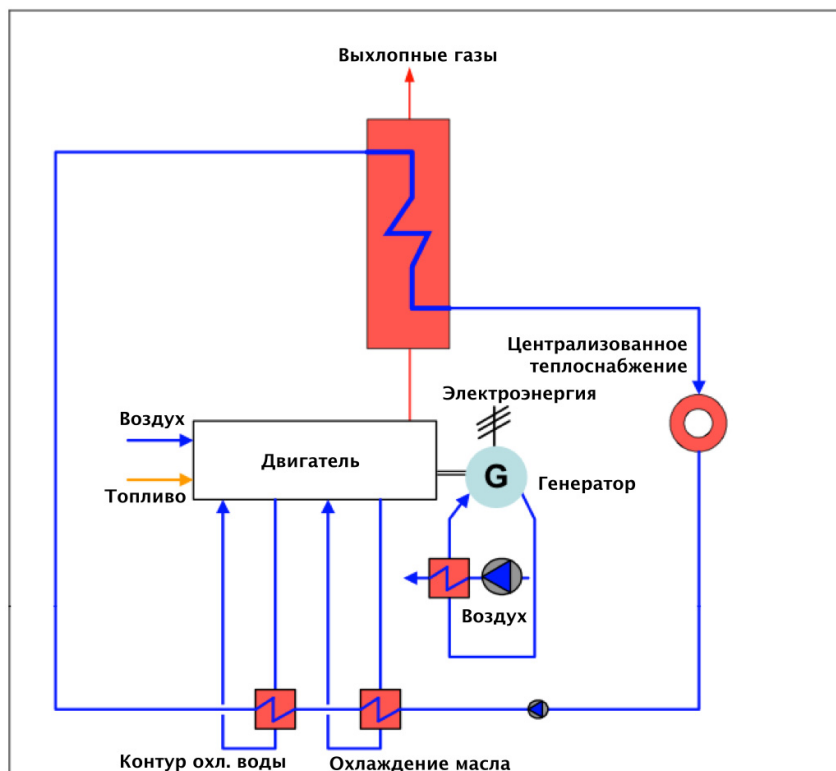 Выхлопные газы
Централизованное
теплоснабжение
Электроэнергия
Воздух
Двигатель
G
Генератор
Топливо
Воздух
Контур охл. воды
Охлаждение масла